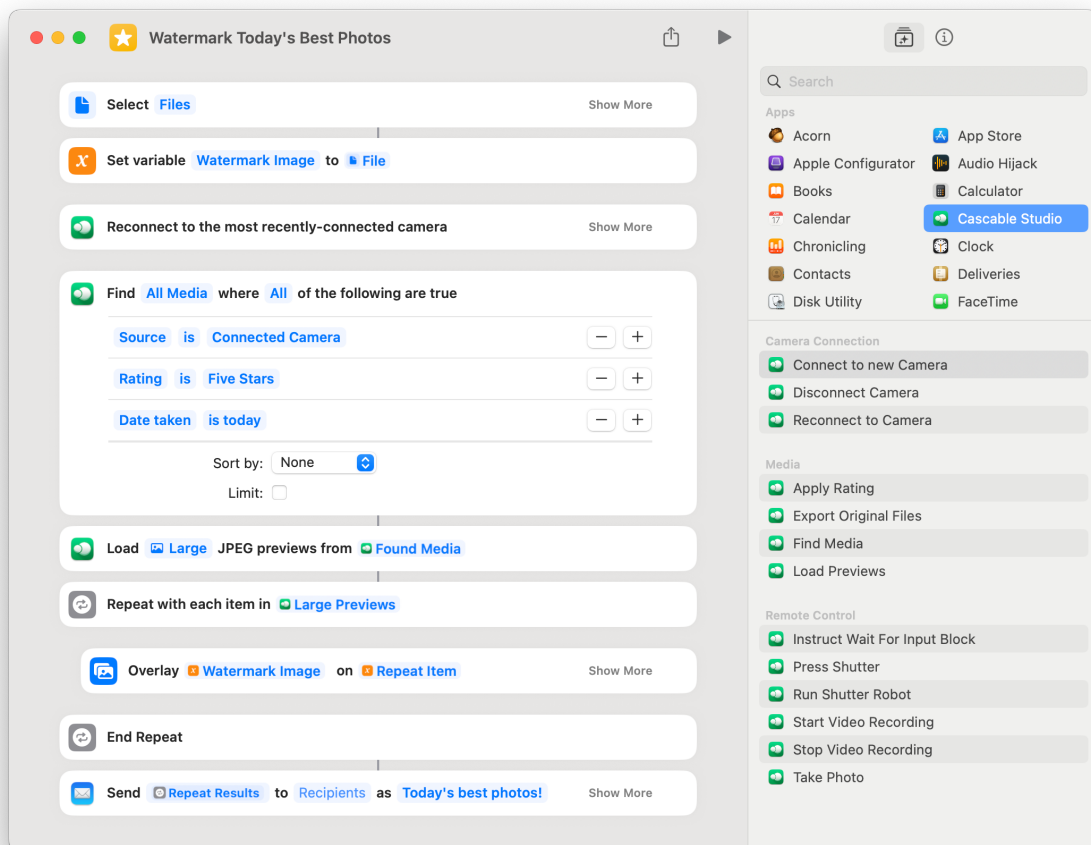 Watermark Today's Best Photos
Select Files Show More
Set variable Watermark Image to File
Reconnect to the most recently-connected camera Show More
Find All Media where All of the following are true
Source is Connected Camera
Rating is Five Stars
Date taken is today
Sort by: None
Limit:
Load Large JPEG previews from Found Media
Repeat with each item in Large Previews
Overlay Watermark Image on Repeat Item Show More
End Repeat
Send Repeat Results to Recipients as Today's best photos! Show More
Search
Apps
Acorn App Store
Apple Configurator Audio Hijack
Books Calculator
Calendar Cascable Studio
Chronicling Clock
Contacts Deliveries
Disk Utility FaceTime
Camera Connection
Connect to new Camera
Disconnect Camera
Reconnect to Camera
Media
Apply Rating
Export Original Files
Find Media
Load Previews
Remote Control
Instruct Wait For Input Block
Press Shutter
Run Shutter Robot
Start Video Recording
Stop Video Recording
Take Photo